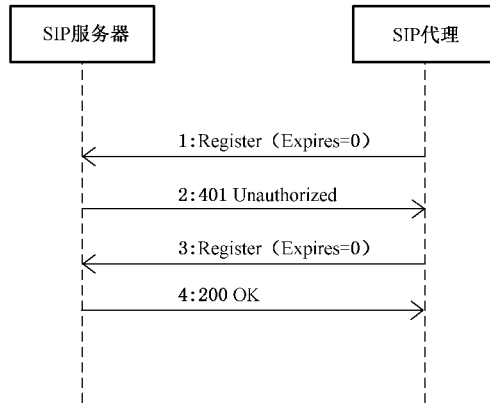 SIP服务器
SIP代理
1:Register（Expires=0）
2:401 Unauthorized
3:Register（Expires=0）
4:200 OK